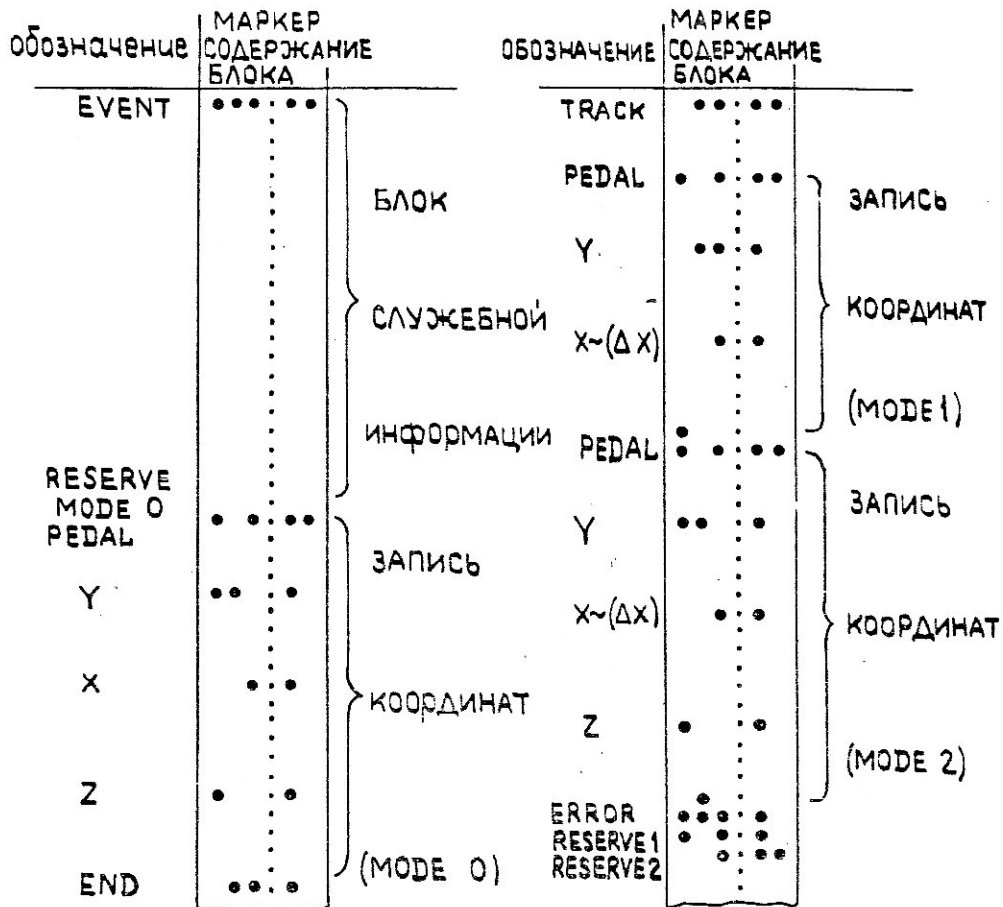 обозначение
МАРКЕР
СОДЕРЖАНИЕ
БЛОКА
EVENT
БЛОК
СЛУЖЕБНОЙ
ИНФОРМАЦИИ
RESERVE
MODE 0
PEDAL
ЗАПИСЬ
Y
X
КООРДИНАТ
Z
END
(MODE 0)
ОБОЗНАЧЕНИЕ
МАРКЕР
СОДЕРЖАНИЕ
БЛОКА
TRACK
PEDAL
ЗАПИСЬ
Y
КООРДИНАТ
X~(ΔX)
(MODE 1)
PEDAL
ЗАПИСЬ
Y
X~(ΔX)
КООРДИНАТ
Z
(MODE 2)
ERROR
RESERVE 1
RESERVE 2